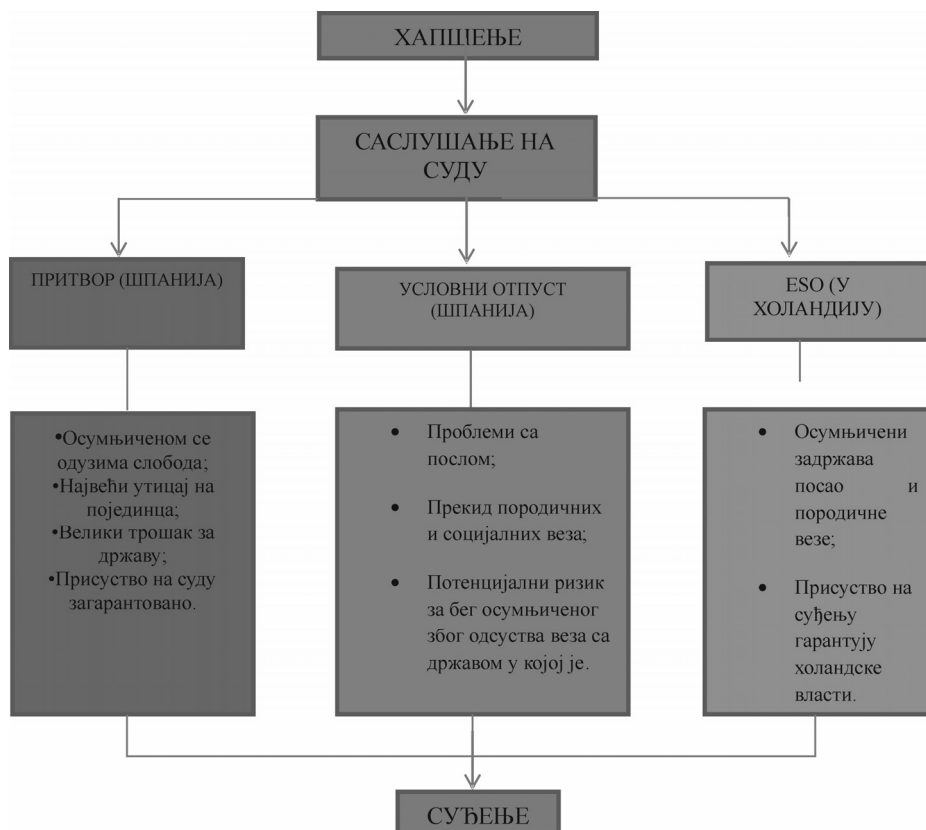 ХАПШЕЊЕ
САСЛУШАЊЕ НА
СУДУ
ПРИТВОР (ШПАНИЈА)
УСЛОВНИ ОТПУСТ
(ШПАНИЈА)
ESO (У
ХОЛАНДИЈУ)
•Осумњиченом се
одузима слобода;
•Највећи утицај на
појединца;
•Велики трошак за
државу;
•Присуство на суду
загарантовано.
• Проблеми са
послом;
• Прекид породичних
и социјалних веза;
• Потенцијални ризик
за бег осумњиченог
због одсуства веза са
државом у којој је.
• Осумњичени
задржава
посао и
породичне
везе;
• Присуство на
суђењу
гарантују
холандске
власти.
СУЂЕЊЕ